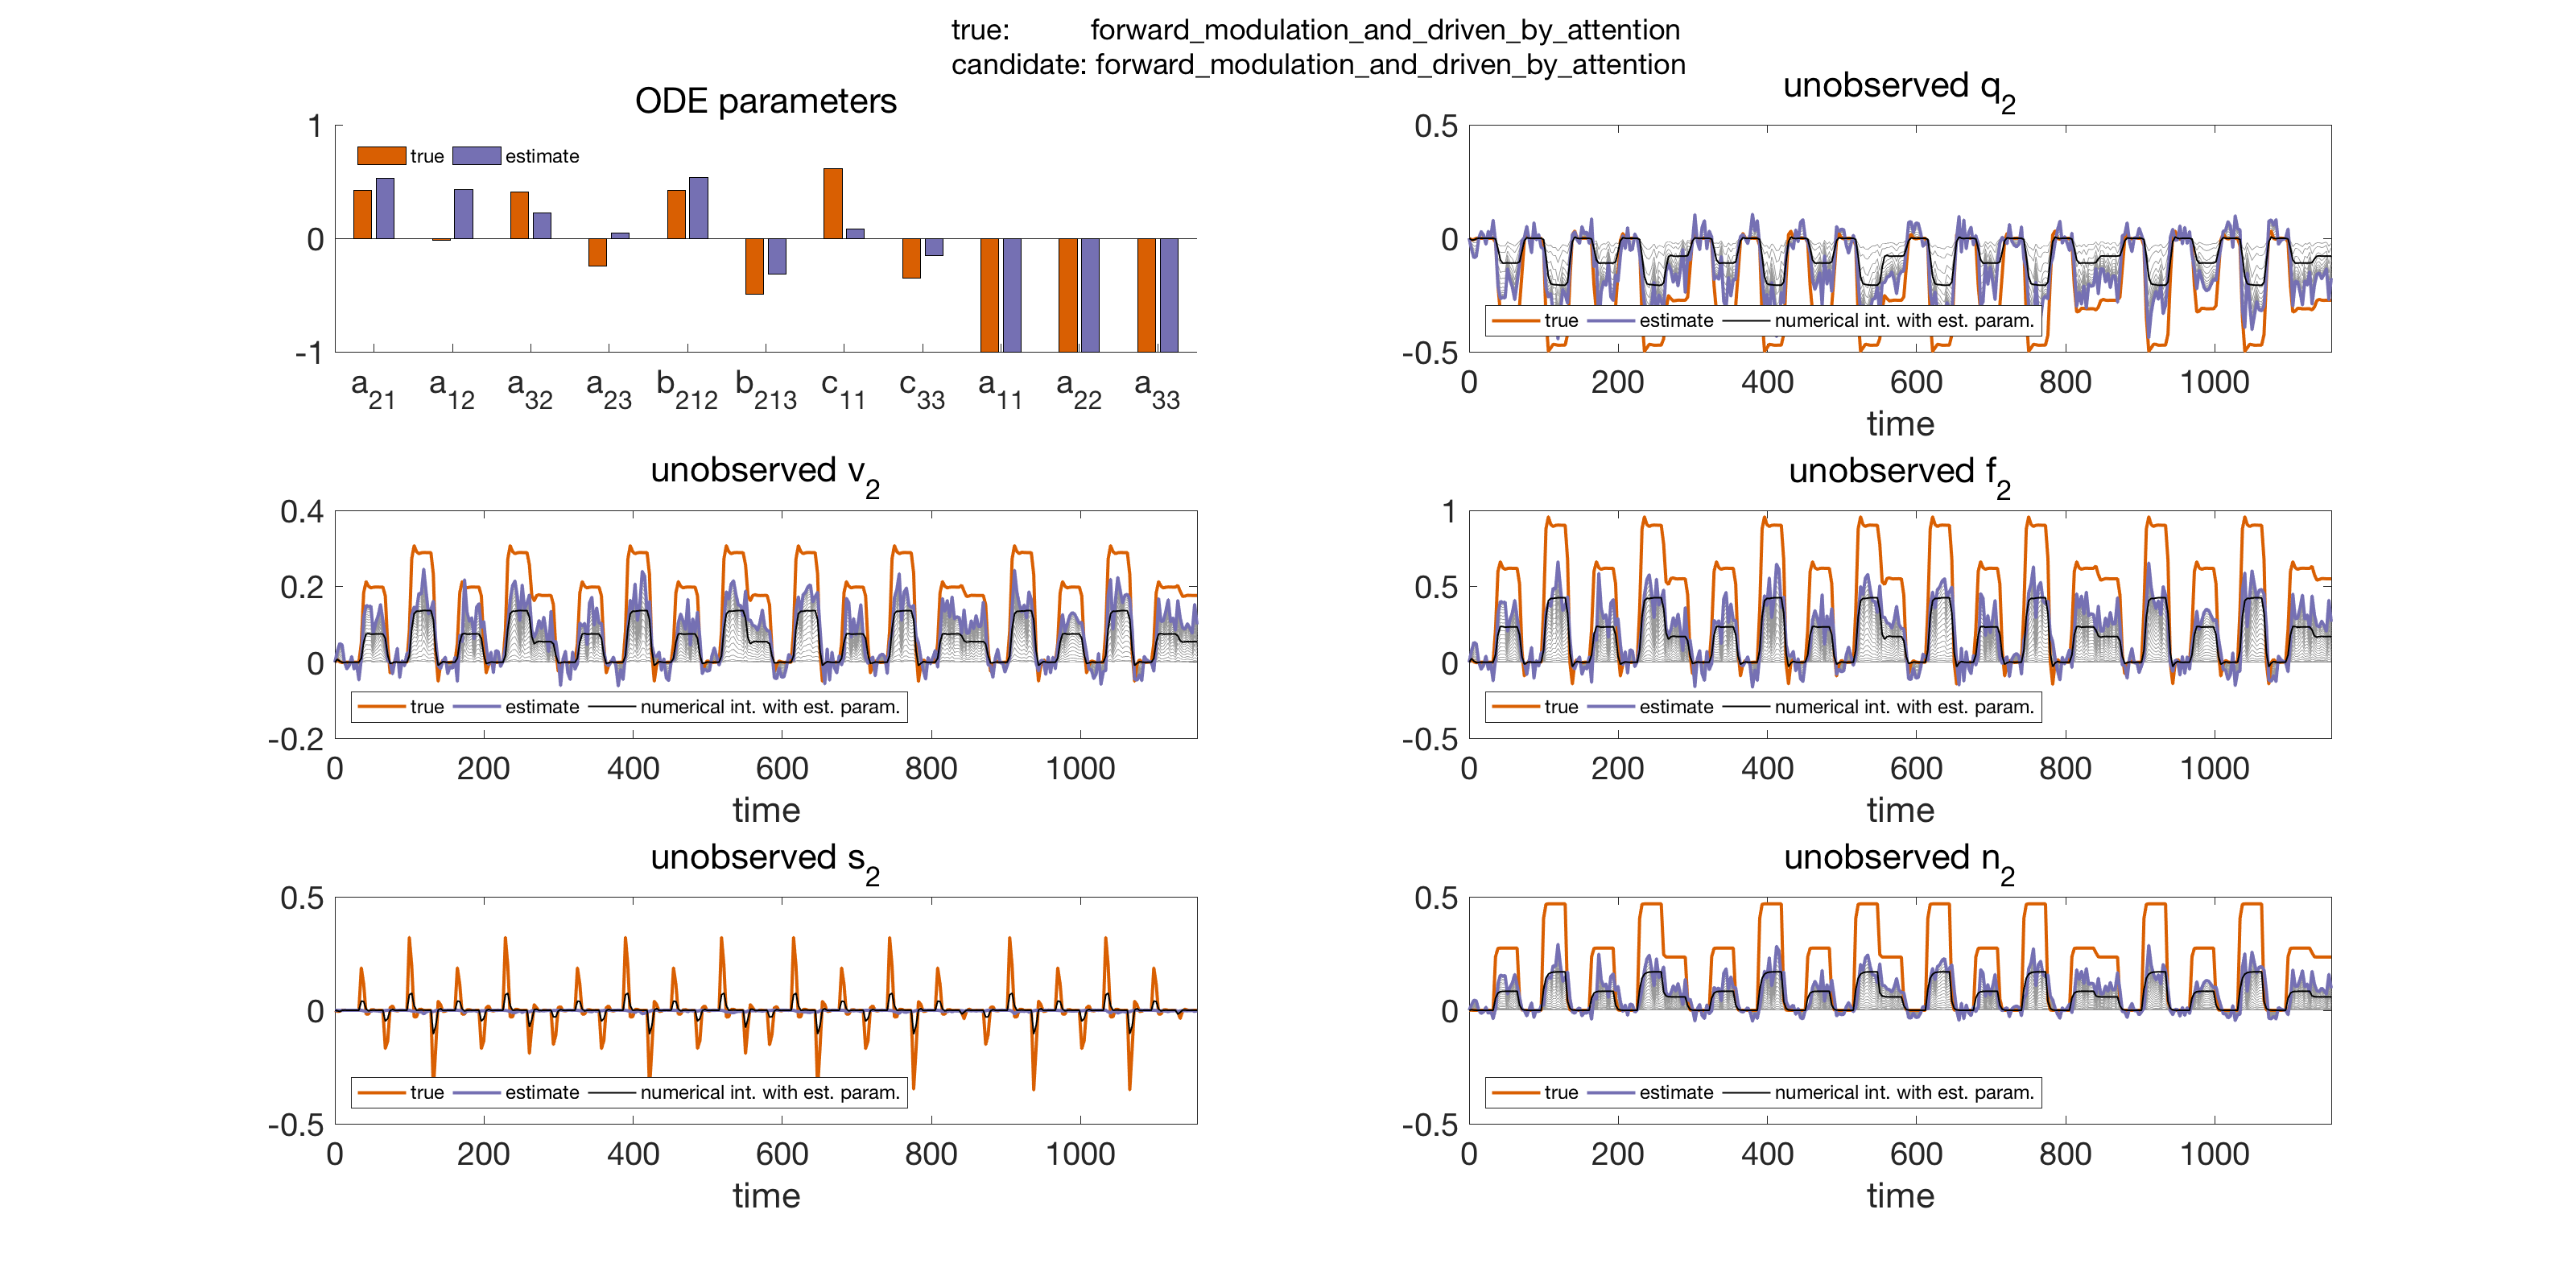 true: forward_modulation_and_driven_by_attention
candidate: forward_modulation_and_driven_by_attention
ODE parameters
1
0
-1
true estimate
a21 a12 a32 a23 b212 b213 c11 c33 a11 a22 a33
unobserved q2
0.5
0
-0.5
true estimate numerical int. with est. param.
0 200 400 600 800 1000
time
unobserved v2
0.4
0.2
0
-0.2
true estimate numerical int. with est. param.
0 200 400 600 800 1000
time
unobserved f2
1
0.5
0
-0.5
true estimate numerical int. with est. param.
0 200 400 600 800 1000
time
unobserved s2
0.5
0
-0.5
true estimate numerical int. with est. param.
0 200 400 600 800 1000
time
unobserved n2
0.5
0
-0.5
true estimate numerical int. with est. param.
0 200 400 600 800 1000
time